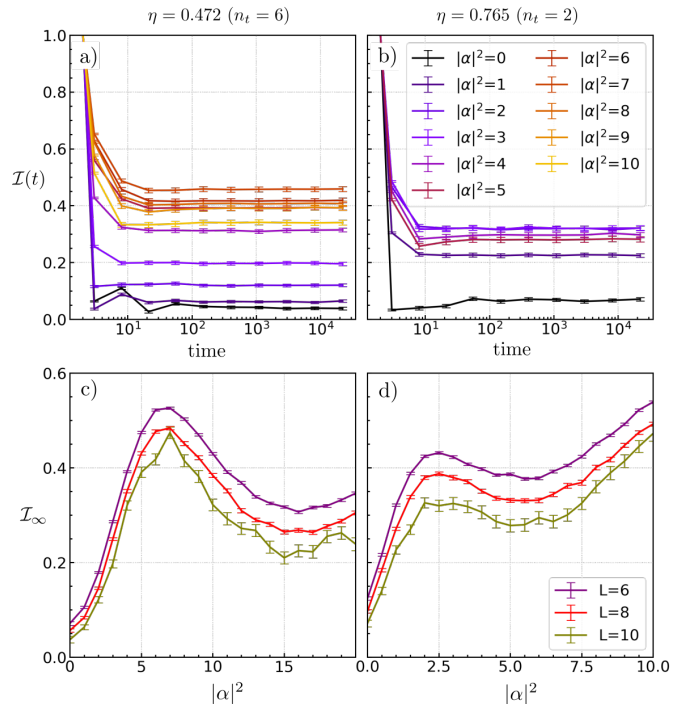 η = 0.472 (n_t = 6)
η = 0.765 (n_t = 2)
a)
1.0
0.8
0.6
0.4
0.2
0.0
I(t)
10¹
10²
10³
10⁴
time
b)
|α|²=0
|α|²=1
|α|²=2
|α|²=3
|α|²=4
|α|²=5
|α|²=6
|α|²=7
|α|²=8
|α|²=9
|α|²=10
10¹
10²
10³
10⁴
time
c)
0.6
0.4
0.2
0.0
I∞
0
5
10
15
|α|²
d)
L=6
L=8
L=10
0.0
2.5
5.0
7.5
10.0
|α|²